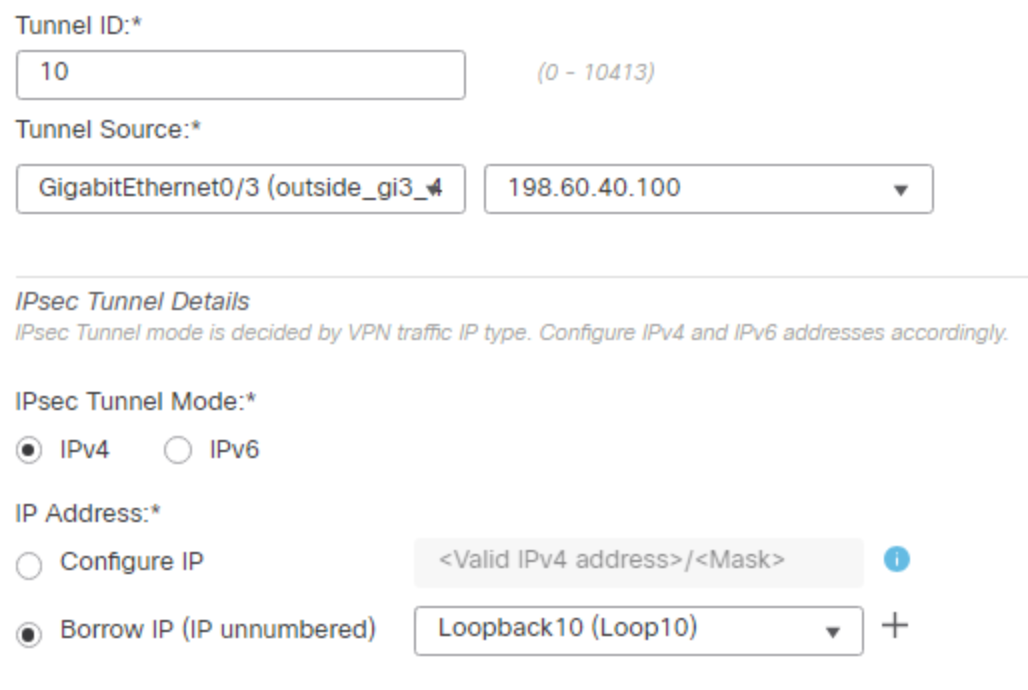 Tunnel ID:*
10
(0 - 10413)
Tunnel Source:*
GigabitEthernet0/3 (outside_gi3_4
198.60.40.100
IPsec Tunnel Details
IPsec Tunnel mode is decided by VPN traffic IP type. Configure IPv4 and IPv6 addresses accordingly.
IPsec Tunnel Mode:*
IPv4
IPv6
IP Address:*
Configure IP
<Valid IPv4 address>/<Mask>
Borrow IP (IP unnumbered)
Loopback10 (Loop10)